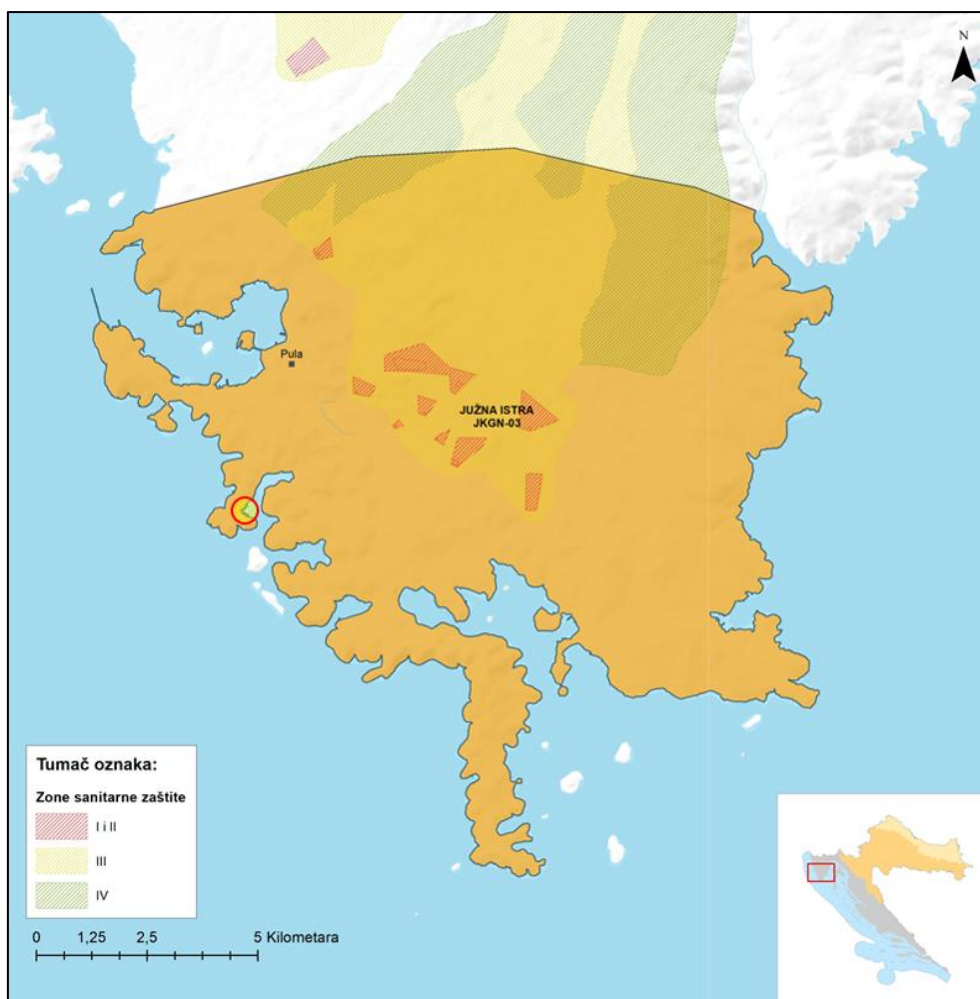 N
Pula
JUŽNA ISTRA
JKGN-03
Tumač oznaka:
Zone sanitarne zaštite
I i II
III
IV
0 1,25 2,5 5 Kilometara